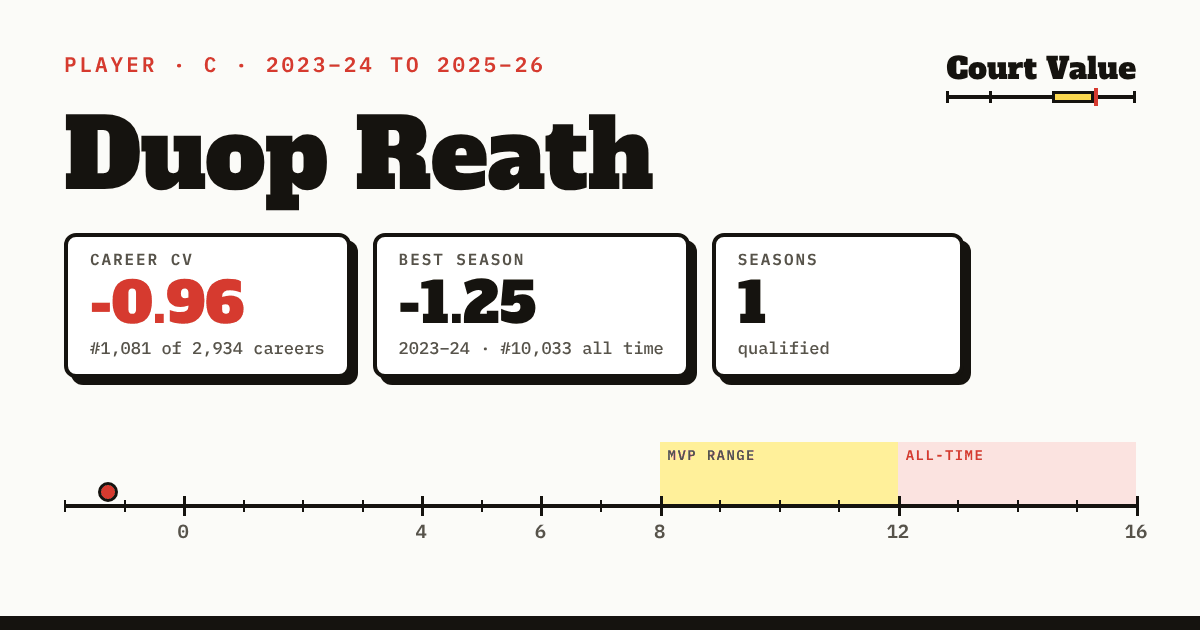 PLAYER · C · 2023–24 TO 2025–26
Court Value
Duop Reath
CAREER CV
-0.96
#1,081 of 2,934 careers
BEST SEASON
-1.25
2023–24 · #10,033 all time
SEASONS
1
qualified
MVP RANGE
ALL-TIME
0 4 6 8 12 16